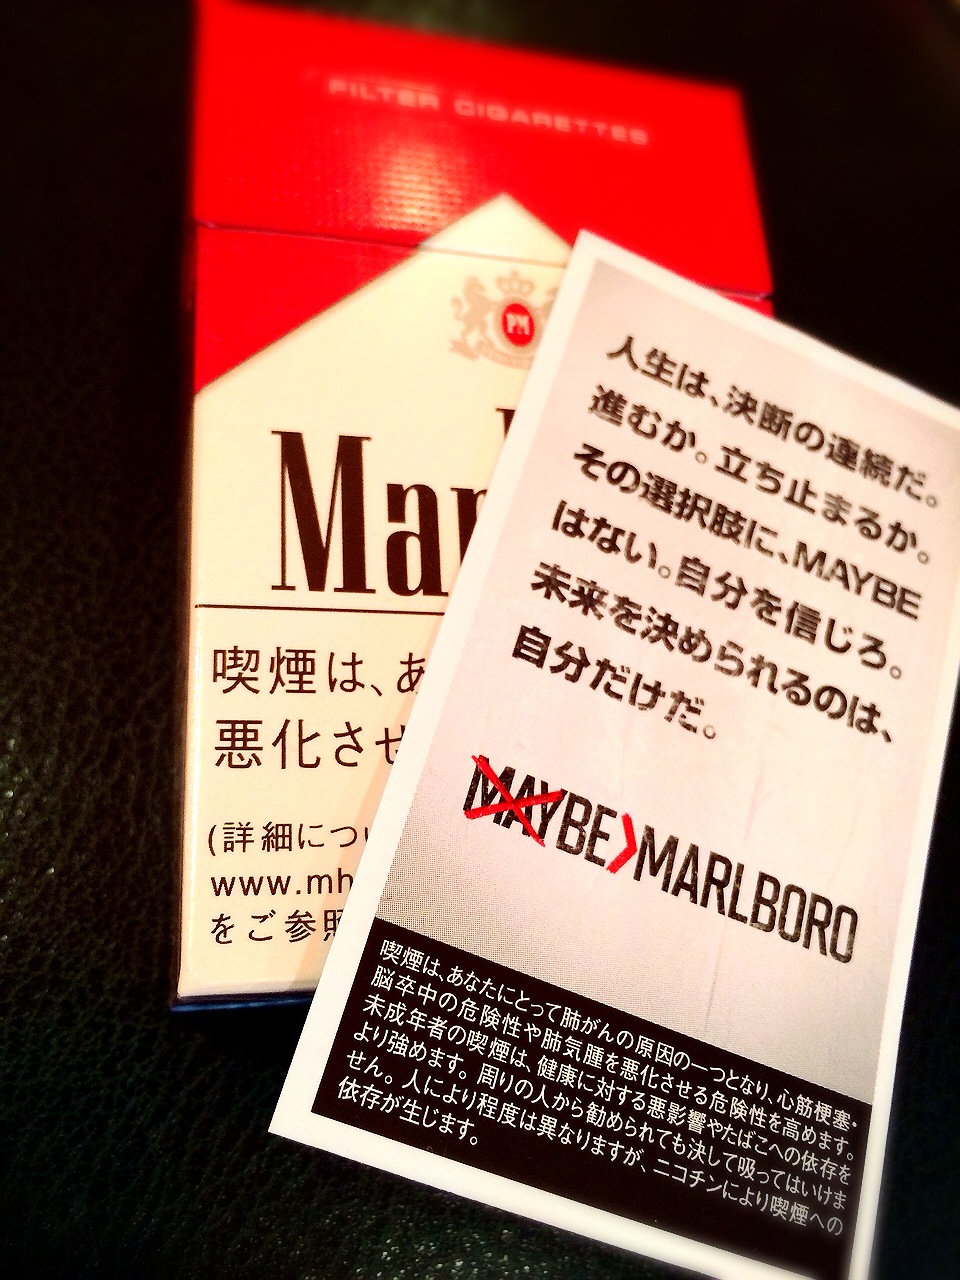 FILTER CIGARETTES
PM
Mar
喫煙は、あ
悪化させ
(詳細につい
www.mh
をご参照
人生は、決断の連続だ。
進むか。立ち止まるか。
その選択肢に、MAYBE
はない。自分を信じろ。
未来を決められるのは、
自分だけだ。
MAYBE>MARLBORO
喫煙は、あなたにとって肺がんの原因の一つとなり、心筋梗塞・
脳卒中の危険性や肺気腫を悪化させる危険性を高めます。
未成年者の喫煙は、健康に対する悪影響やたばこへの依存を
より強めます。周りの人から勧められても決して吸ってはいけま
せん。人により程度は異なりますが、ニコチンにより喫煙への
依存が生じます。